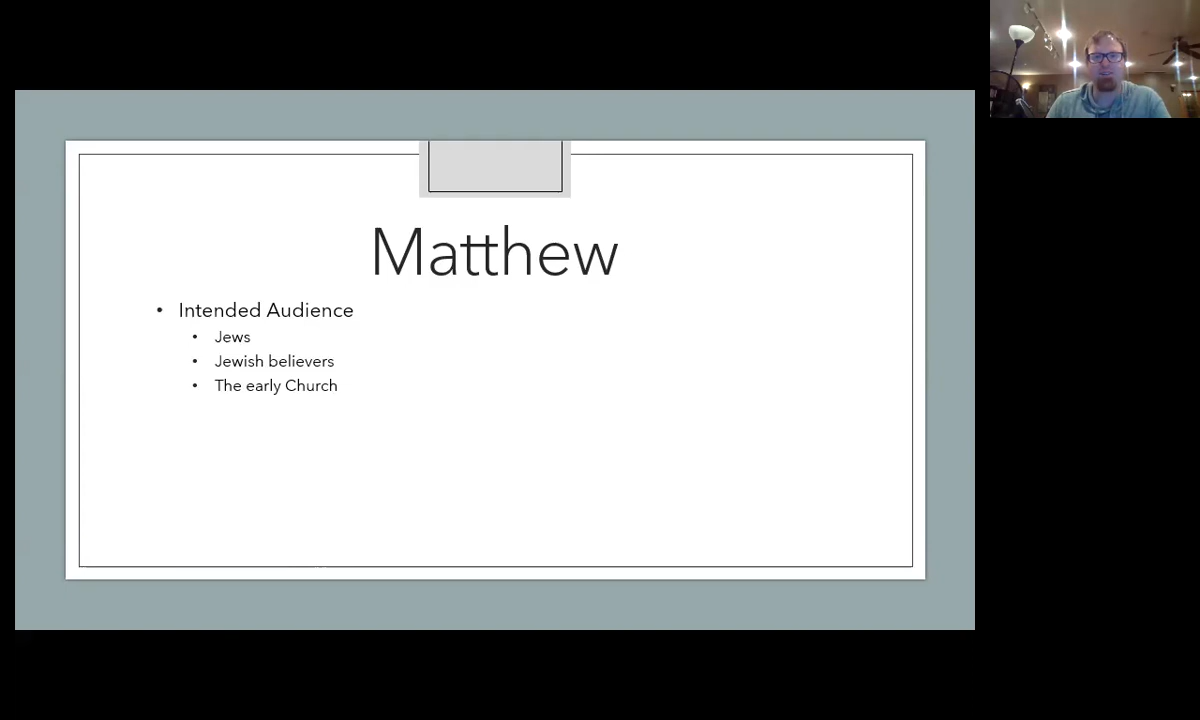 Matthew
• Intended Audience
• Jews
• Jewish believers
• The early Church